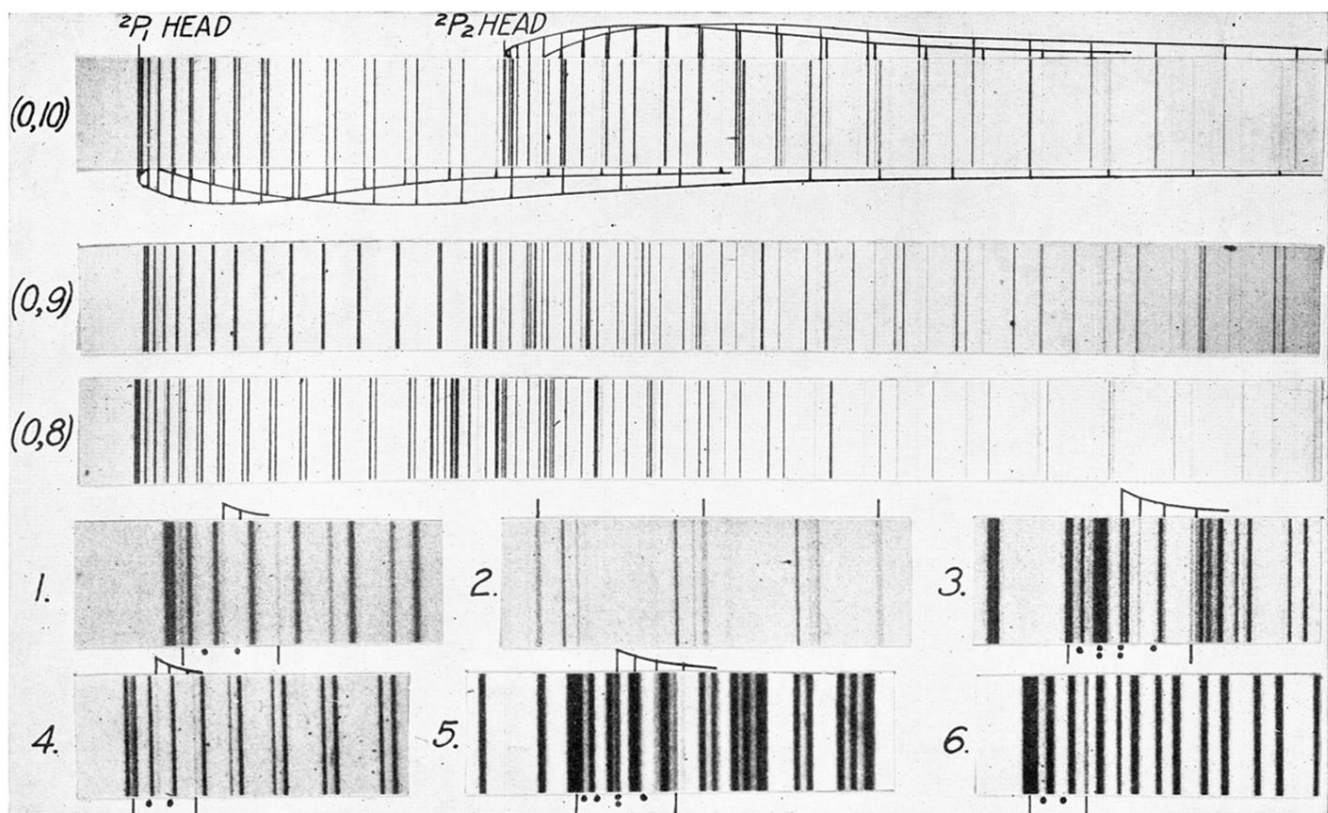 ²P₁ HEAD ²P₂ HEAD
(0,10)
(0,9)
(0,8)
1. 2. 3.
4. 5. 6.